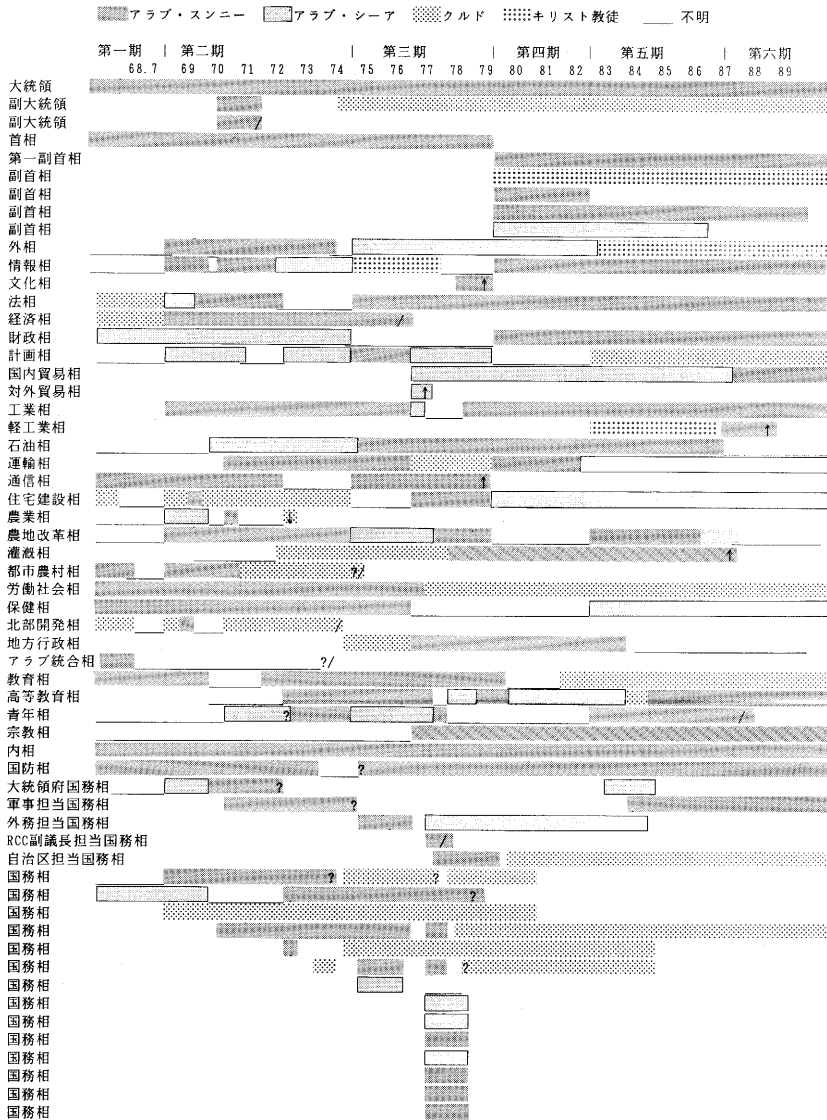 アラブ・スンニー アラブ・シーア クルド キリスト教徒 不明
第一期 第二期 第三期 第四期 第五期 第六期
68.7 69 70 71 72 73 74 75 76 77 78 79 80 81 82 83 84 85 86 87 88 89
大統領
副大統領
副大統領 /
首相
第一副首相
副首相
副首相
副首相
副首相
外相
情報相
文化相 ↑
法相
経済相 /
財政相
計画相
国内貿易相
対外貿易相 ↑
工業相
軽工業相 ↑
石油相
運輸相
通信相 ↑
住宅建設相
農業相 ↓
農地改革相
灌漑相 ↑
都市農村相 ?/
労働社会相
保健相
北部開発相 /
地方行政相
アラブ統合相 ?/
教育相
高等教育相
青年相 ? /
宗教相
内相
国防相 ?
大統領府国務相 ?
軍事担当国務相 ?
外務担当国務相
RCC副議長担当国務相 /
自治区担当国務相
国務相 ? ?
国務相 ?
国務相
国務相
国務相
国務相 ?
国務相
国務相
国務相
国務相
国務相
国務相
国務相
国務相